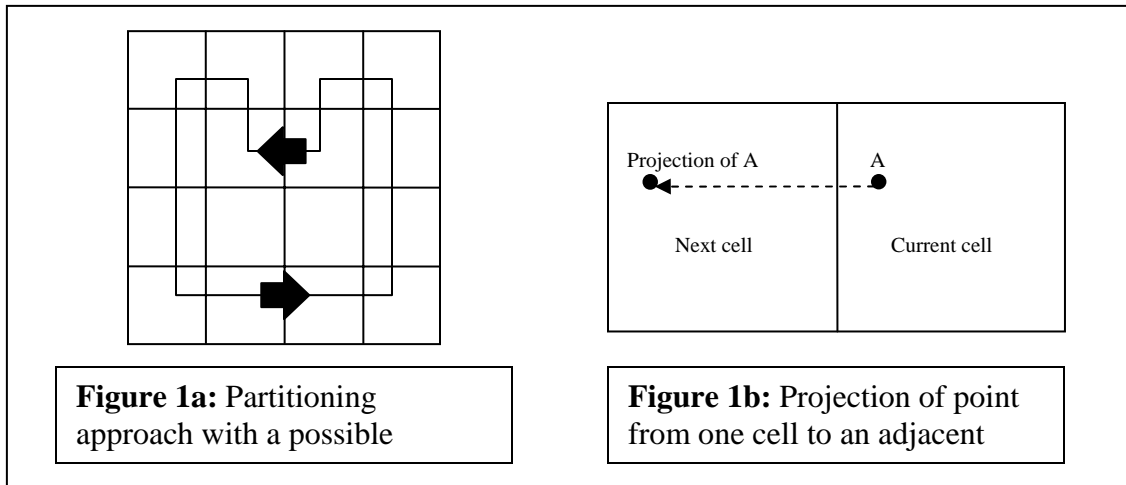 Projection of A
A
Next cell
Current cell
Figure 1a: Partitioning
approach with a possible
Figure 1b: Projection of point
from one cell to an adjacent